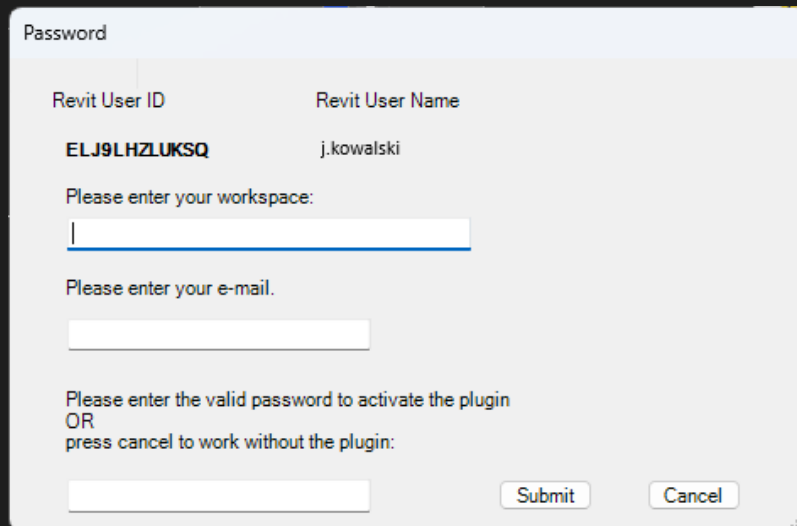 Password
Revit User ID Revit User Name
ELJ9LHZLUKSQ j.kowalski
Please enter your workspace:
Please enter your e-mail.
Please enter the valid password to activate the plugin
OR
press cancel to work without the plugin:
Submit Cancel